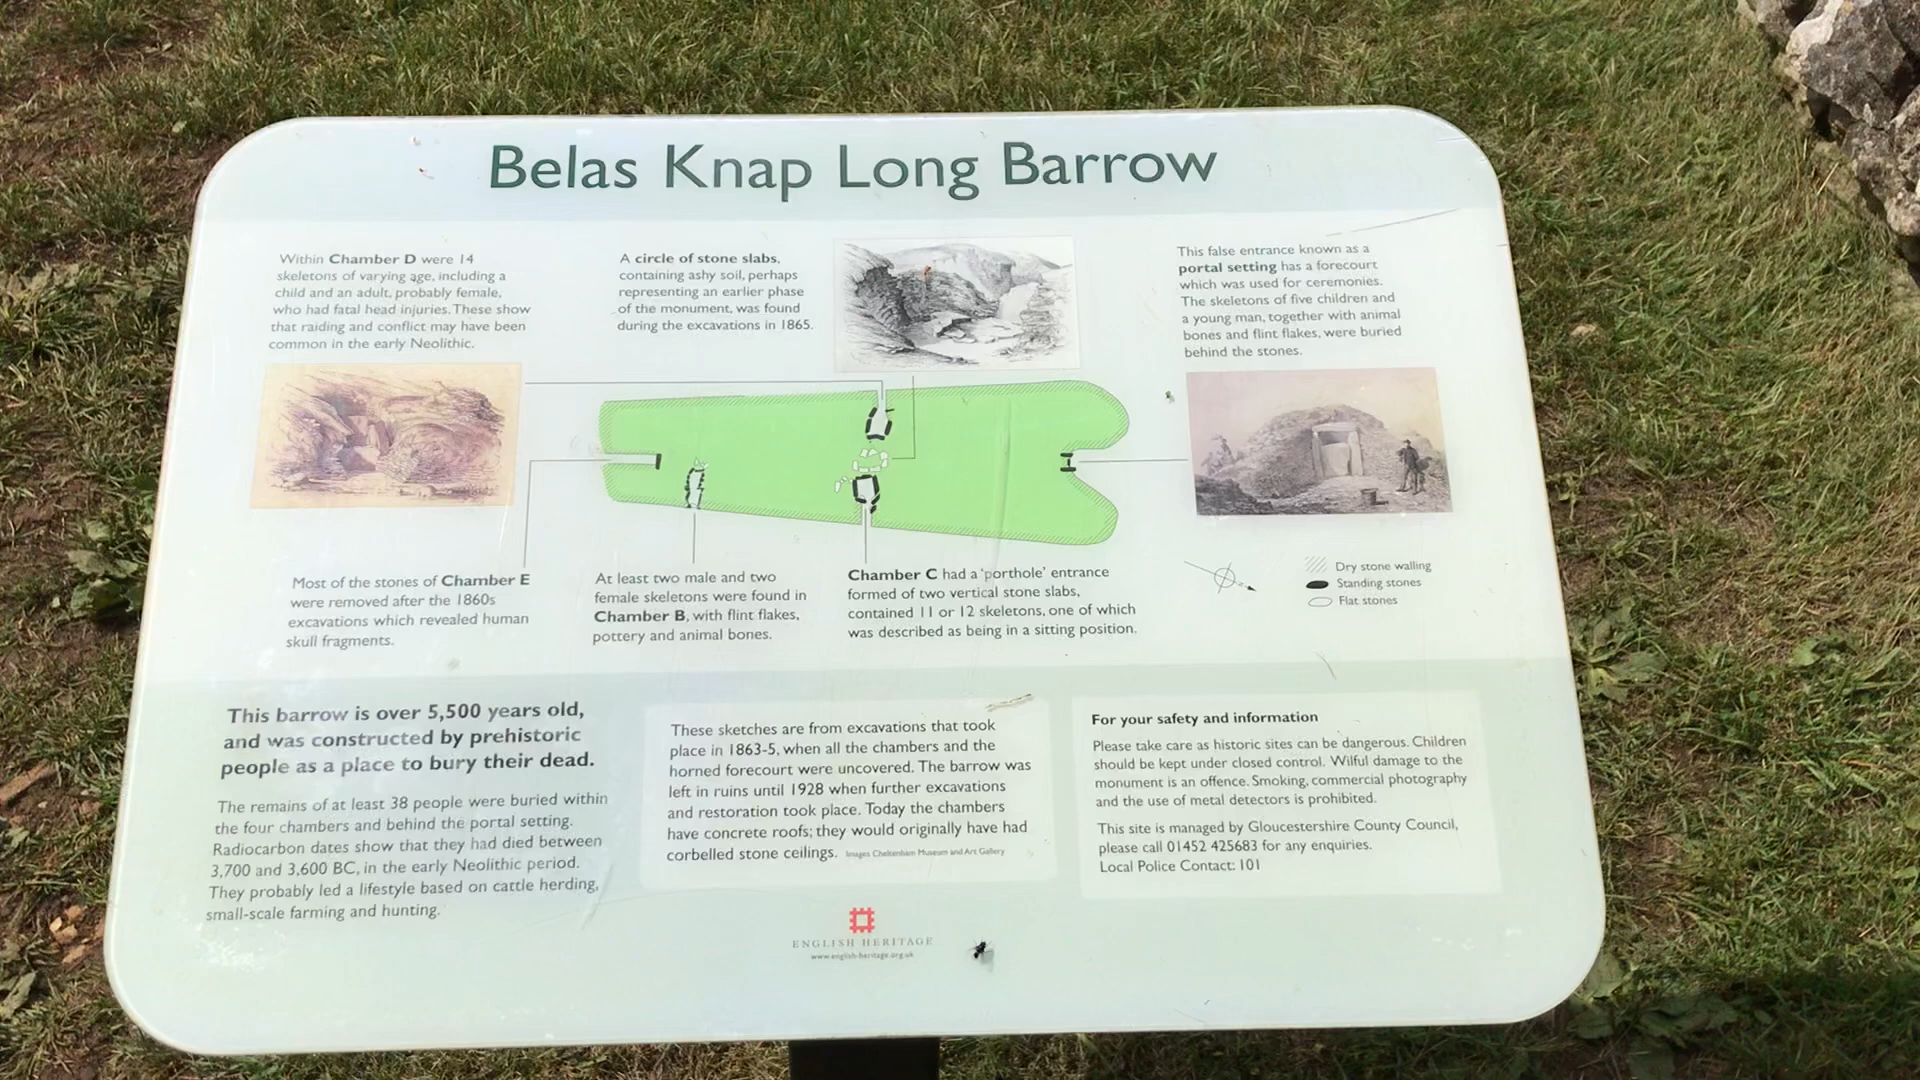 Belas Knap Long Barrow
Within Chamber D were 14
skeletons of varying age, including a
child and an adult, probably female,
who had fatal head injuries. These show
that raiding and conflict may have been
common in the early Neolithic.
A circle of stone slabs,
containing ashy soil, perhaps
representing an earlier phase
of the monument, was found
during the excavations in 1865.
This false entrance known as a
portal setting has a forecourt
which was used for ceremonies.
The skeletons of five children and
a young man, together with animal
bones and flint flakes, were buried
behind the stones.
Most of the stones of Chamber E
were removed after the 1860s
excavations which revealed human
skull fragments.
At least two male and two
female skeletons were found in
Chamber B, with flint flakes,
pottery and animal bones.
Chamber C had a 'porthole' entrance
formed of two vertical stone slabs,
contained 11 or 12 skeletons, one of which
was described as being in a sitting position.
Dry stone walling
Standing stones
Flat stones
This barrow is over 5,500 years old,
and was constructed by prehistoric
people as a place to bury their dead.
The remains of at least 38 people were buried within
the four chambers and behind the portal setting.
Radiocarbon dates show that they had died between
3,700 and 3,600 BC, in the early Neolithic period.
They probably led a lifestyle based on cattle herding,
small-scale farming and hunting.
These sketches are from excavations that took
place in 1863-5, when all the chambers and the
horned forecourt were uncovered. The barrow was
left in ruins until 1928 when further excavations
and restoration took place. Today the chambers
have concrete roofs; they would originally have had
corbelled stone ceilings. Images Cheltenham Museum and Art Gallery
For your safety and information
Please take care as historic sites can be dangerous. Children
should be kept under closed control. Wilful damage to the
monument is an offence. Smoking, commercial photography
and the use of metal detectors is prohibited.
This site is managed by Gloucestershire County Council,
please call 01452 425683 for any enquiries.
Local Police Contact: 101
ENGLISH HERITAGE
www.english-heritage.org.uk